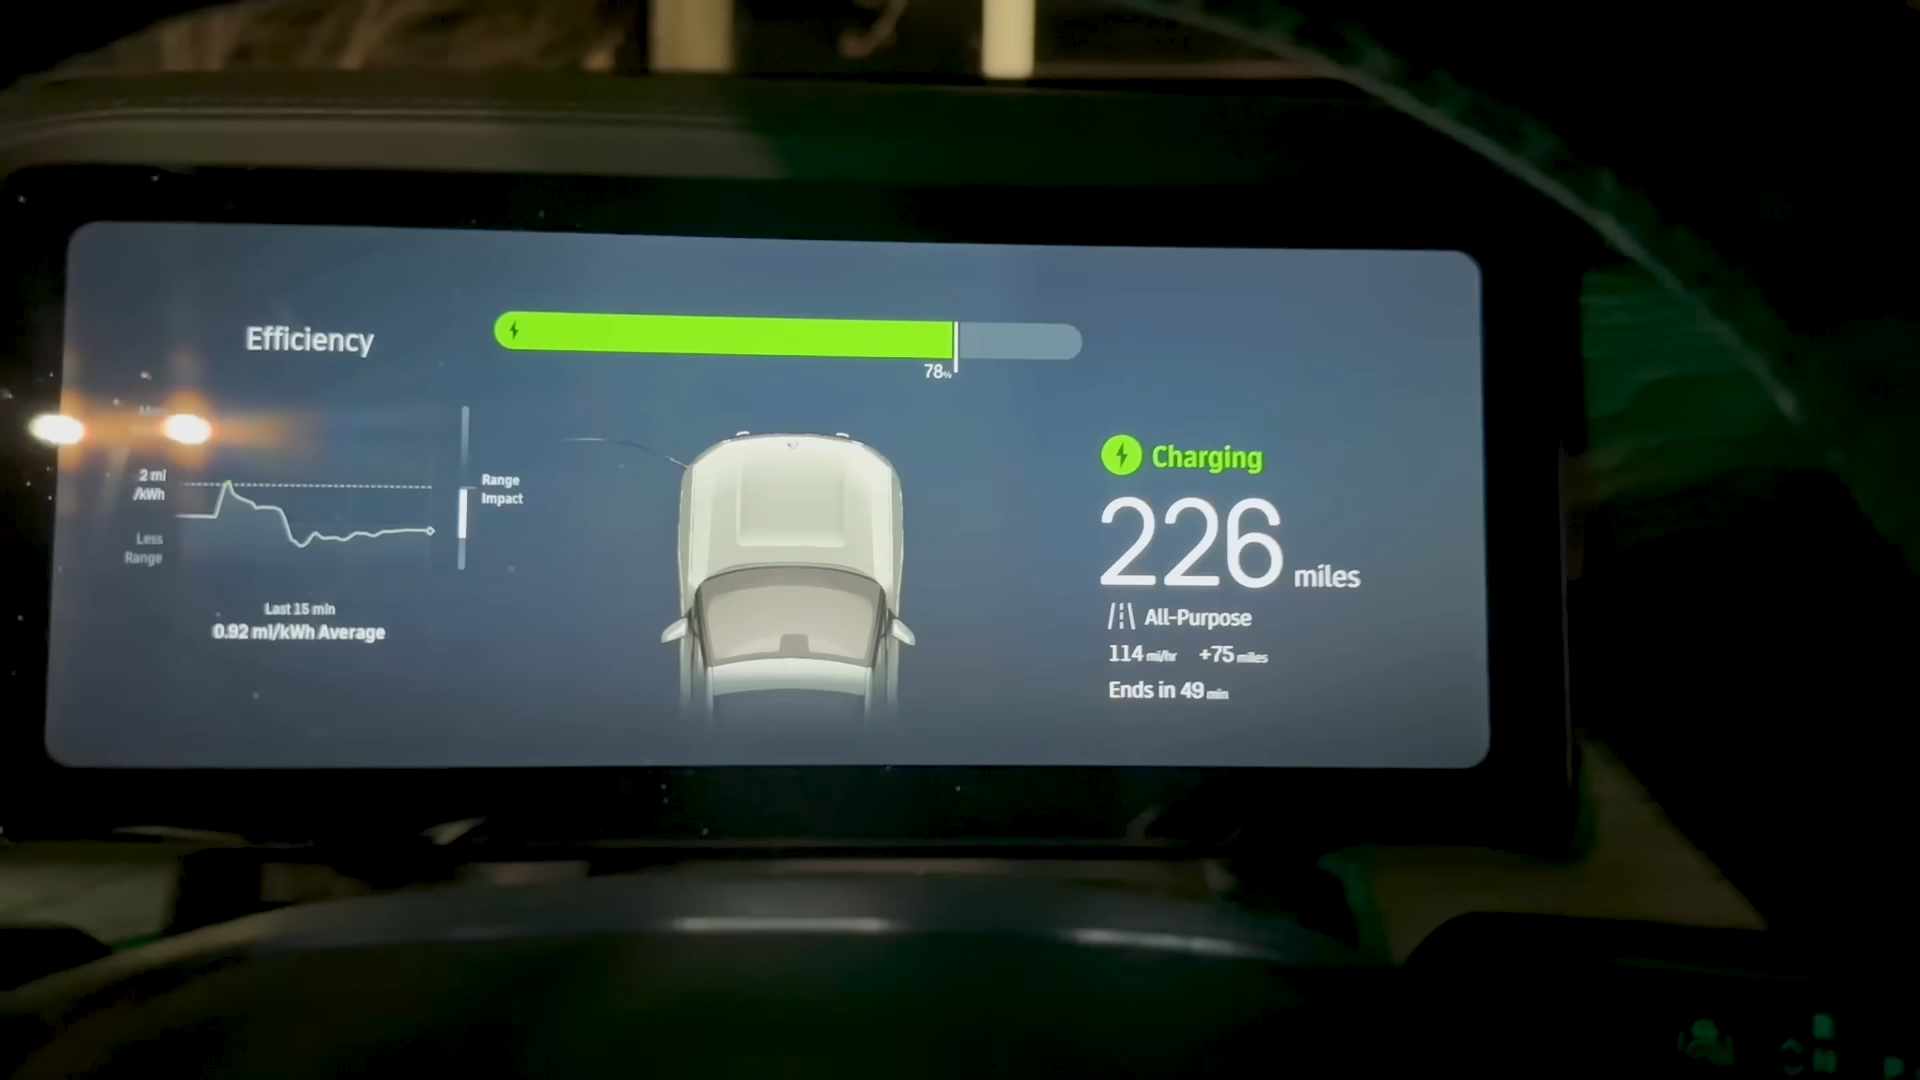 Efficiency
78%
2 mi
/kWh
Less
Range
Range
Impact
Last 15 min
0.92 mi/kWh Average
Charging
226 miles
All-Purpose
114 mi/hr +75 miles
Ends in 49 min